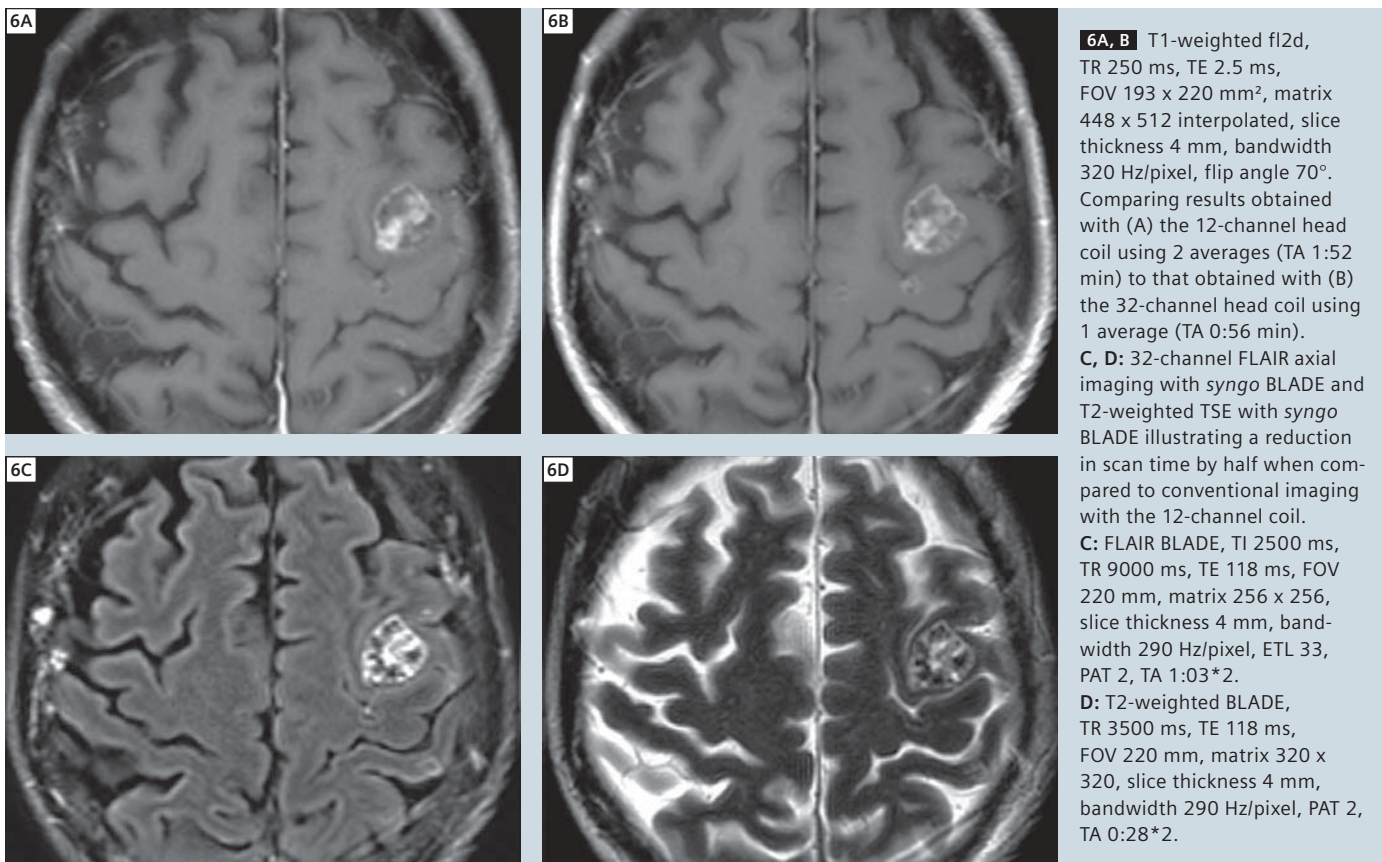 6A
6B
6C
6D
6A, B T1-weighted fl2d,
TR 250 ms, TE 2.5 ms,
FOV 193 x 220 mm², matrix
448 x 512 interpolated, slice
thickness 4 mm, bandwidth
320 Hz/pixel, flip angle 70°.
Comparing results obtained
with (A) the 12-channel head
coil using 2 averages (TA 1:52
min) to that obtained with (B)
the 32-channel head coil using
1 average (TA 0:56 min).
C, D: 32-channel FLAIR axial
imaging with syngo BLADE and
T2-weighted TSE with syngo
BLADE illustrating a reduction
in scan time by half when com-
pared to conventional imaging
with the 12-channel coil.
C: FLAIR BLADE, TI 2500 ms,
TR 9000 ms, TE 118 ms, FOV
220 mm, matrix 256 x 256,
slice thickness 4 mm, band-
width 290 Hz/pixel, ETL 33,
PAT 2, TA 1:03*2.
D: T2-weighted BLADE,
TR 3500 ms, TE 118 ms,
FOV 220 mm, matrix 320 x
320, slice thickness 4 mm,
bandwidth 290 Hz/pixel, PAT 2,
TA 0:28*2.